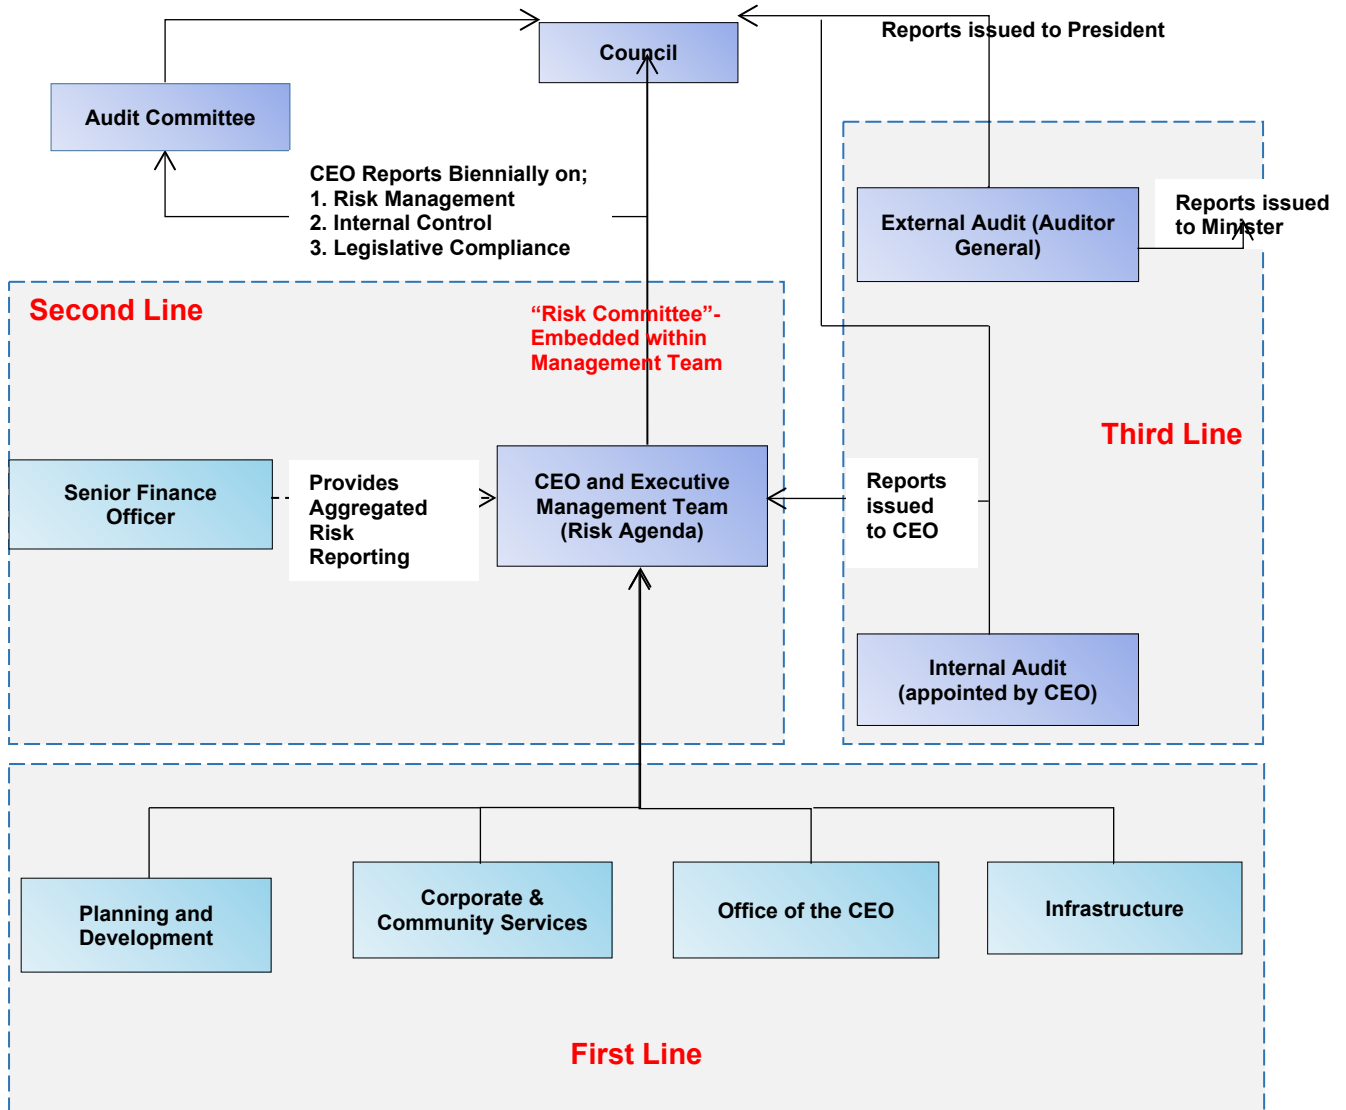 Reports issued to President
Council
Audit Committee
CEO Reports Biennially on;
1. Risk Management
2. Internal Control
3. Legislative Compliance
External Audit (Auditor
General)
Reports issued
to Minister
Second Line
“Risk Committee”-
Embedded within
Management Team
Third Line
Senior Finance
Officer
Provides
Aggregated
Risk
Reporting
CEO and Executive
Management Team
(Risk Agenda)
Reports
issued
to CEO
Internal Audit
(appointed by CEO)
Planning and
Development
Corporate &
Community Services
Office of the CEO
Infrastructure
First Line